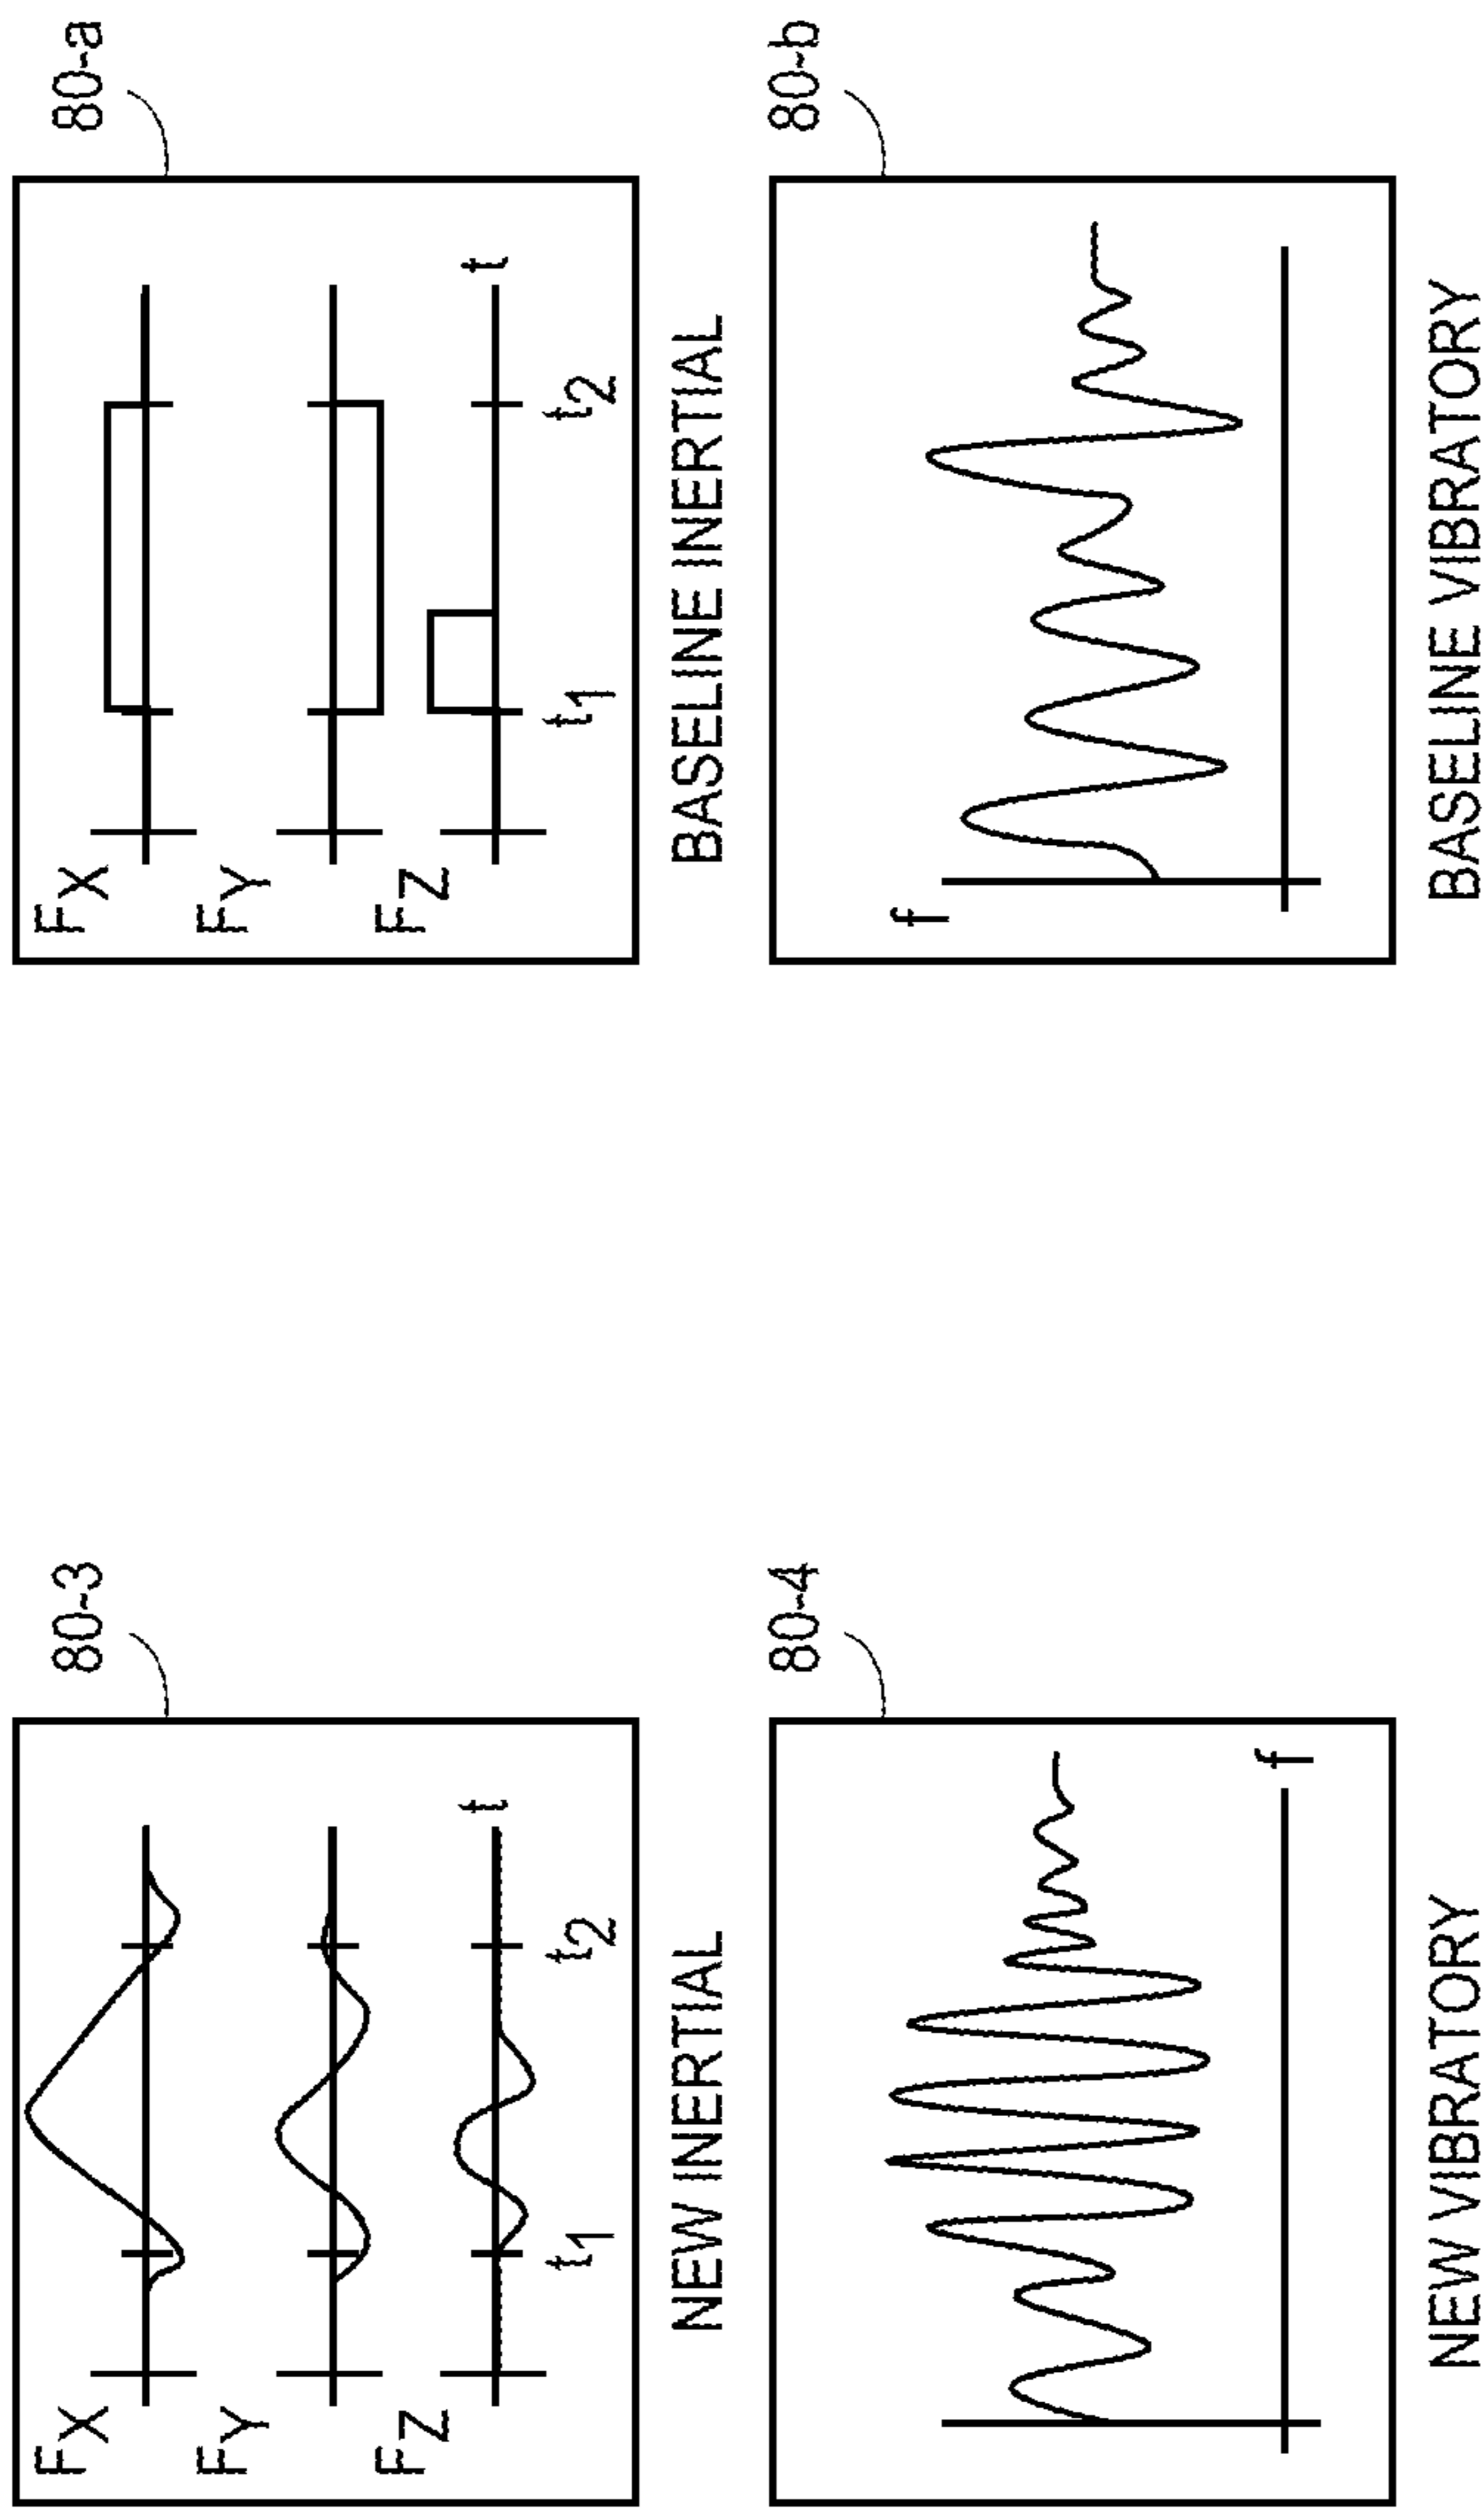 80~3
FX
FY
FZ
t
t1
t2
NEW INERTIAL
80~a
FX
FY
FZ
t
t1
t2
BASELINE INERTIAL
80~4
f
NEW VIBRATORY
80~b
f
BASELINE VIBRATORY